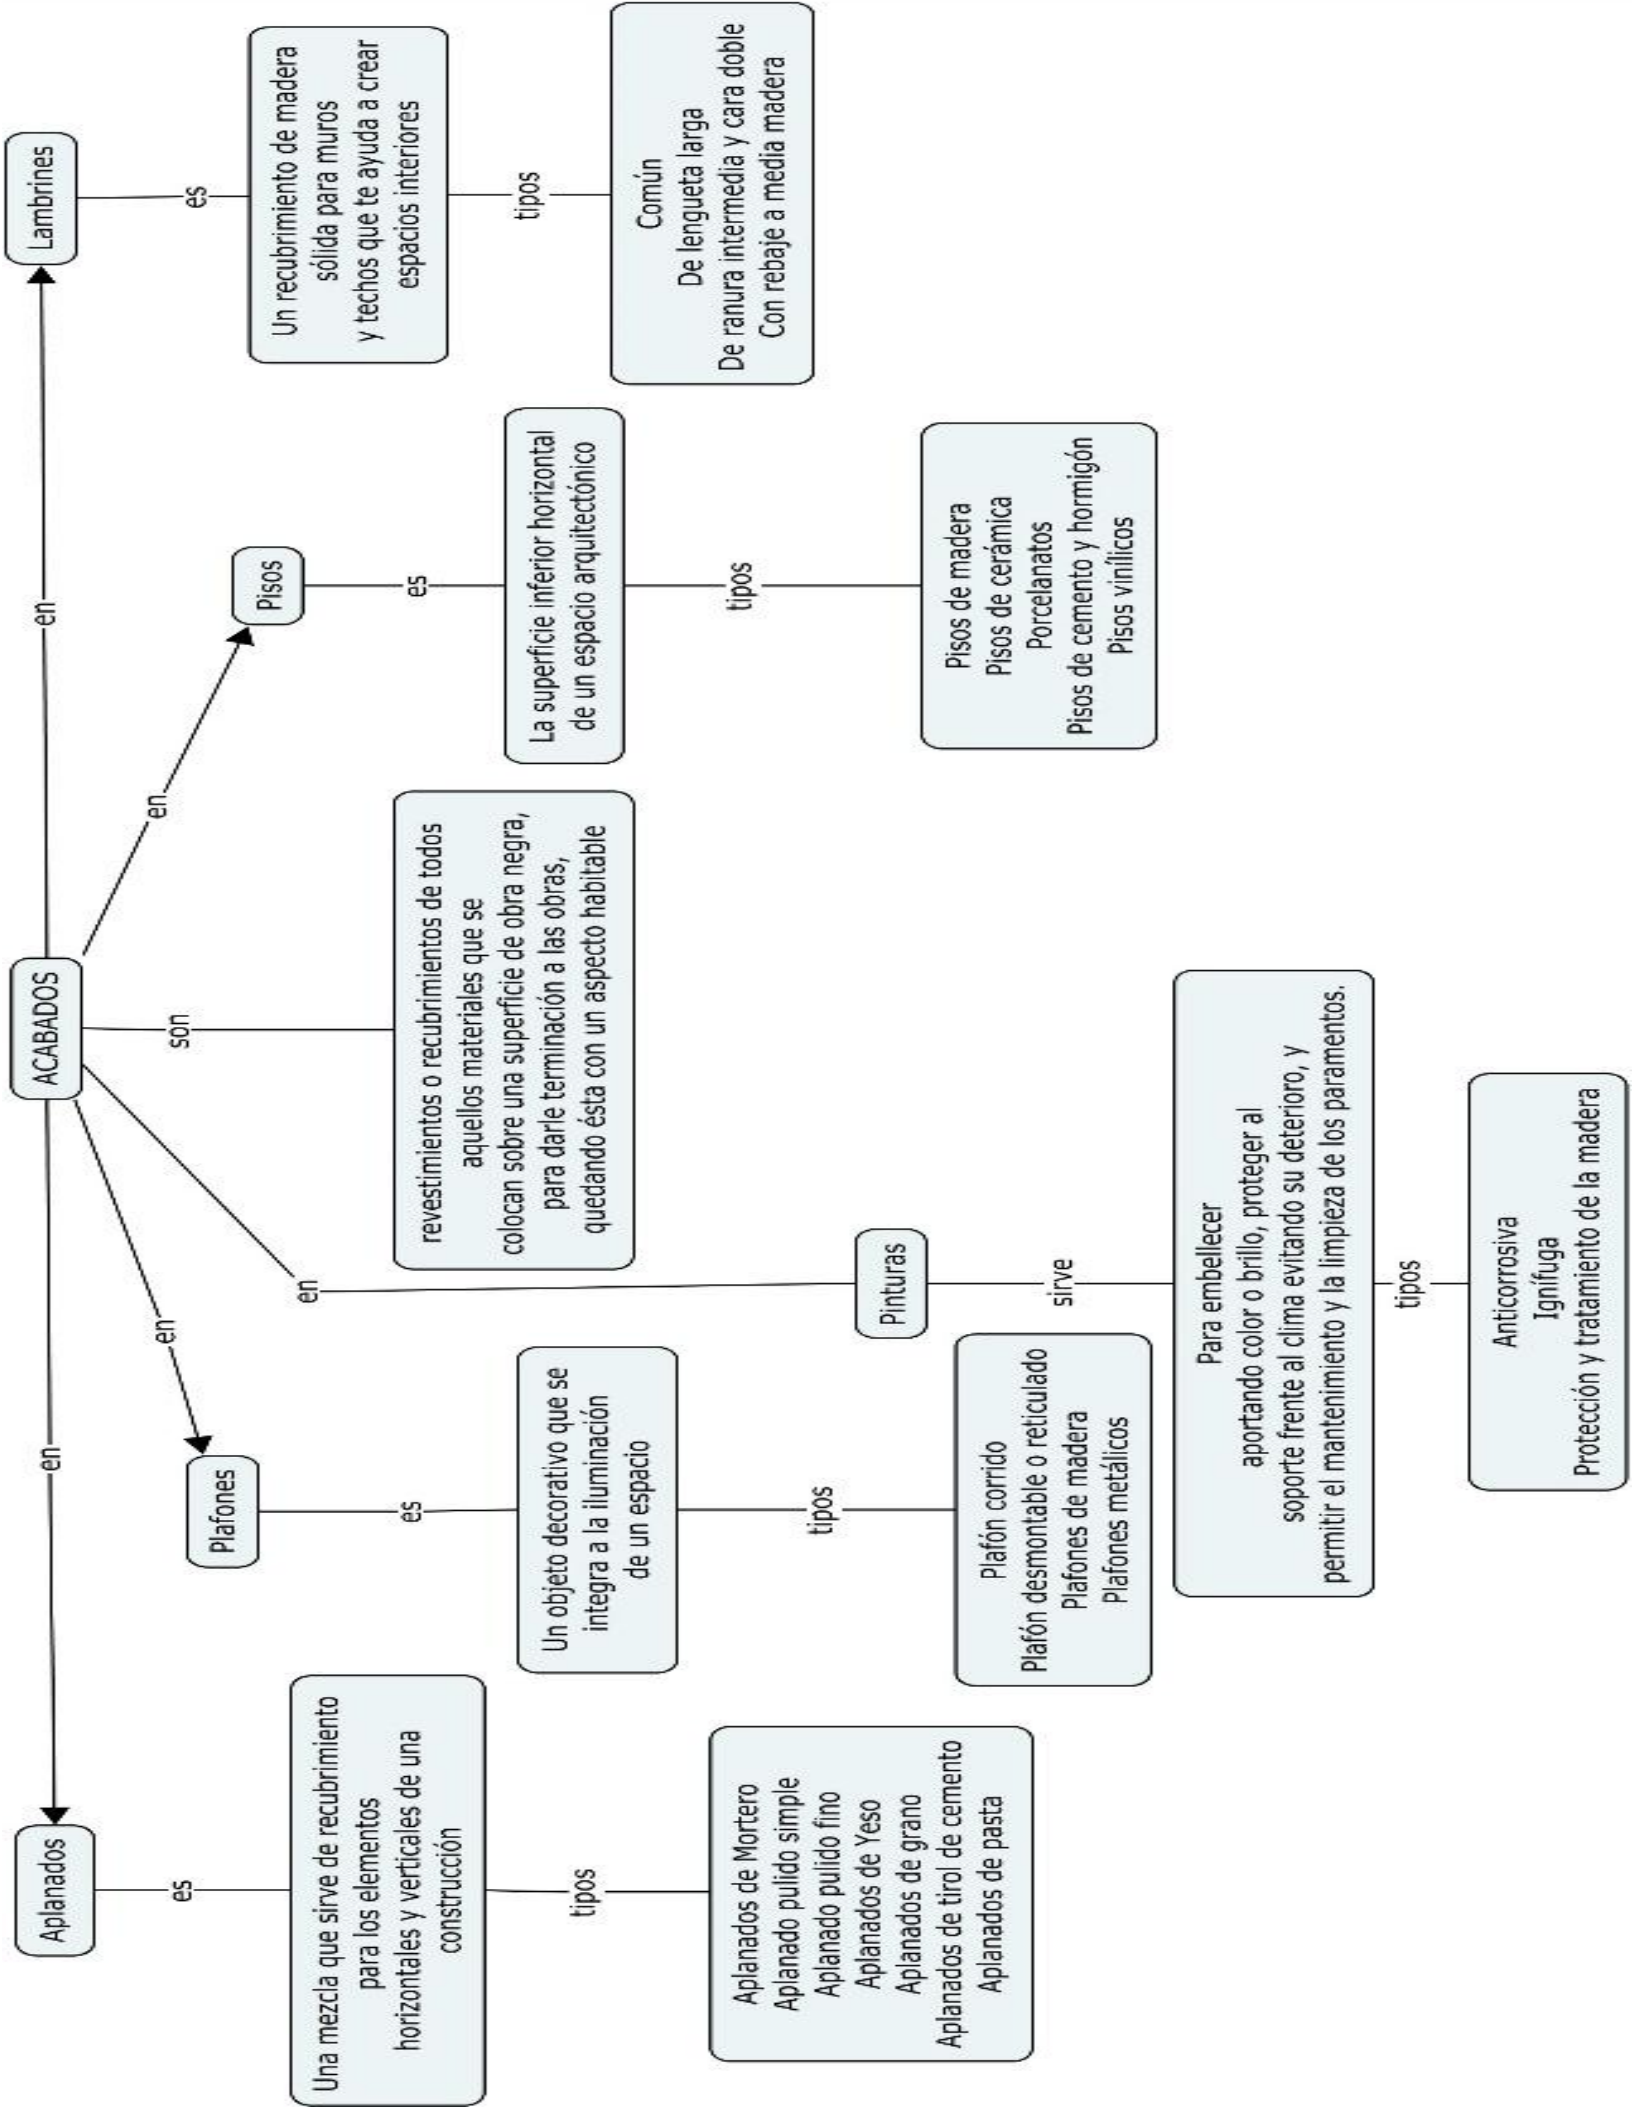 ACABADOS
en
en
en
son
en
en
Aplanados
es
Una mezcla que sirve de recubrimiento
para los elementos
horizontales y verticales de una
construcción
tipos
Aplanados de Mortero
Aplanado pulido simple
Aplanado pulido fino
Aplanados de Yeso
Aplanados de grano
Aplanados de tirol de cemento
Aplanados de pasta
Plafones
es
Un objeto decorativo que se
integra a la iluminación
de un espacio
tipos
Plafón corrido
Plafón desmontable o reticulado
Plafones de madera
Plafones metálicos
Pinturas
sirve
Para embellecer
aportando color o brillo, proteger al
soporte frente al clima evitando su deterioro, y
permitir el mantenimiento y la limpieza de los paramentos.
tipos
Anticorrosiva
Ignífuga
Protección y tratamiento de la madera
revestimientos o recubrimientos de todos
aquellos materiales que se
colocan sobre una superficie de obra negra,
para darle terminación a las obras,
quedando ésta con un aspecto habitable
Pisos
es
La superficie inferior horizontal
de un espacio arquitectónico
tipos
Pisos de madera
Pisos de cerámica
Porcelanatos
Pisos de cemento y hormigón
Pisos vinílicos
Lambrines
es
Un recubrimiento de madera
sólida para muros
y techos que te ayuda a crear
espacios interiores
tipos
Común
De lengueta larga
De ranura intermedia y cara doble
Con rebaje a media madera